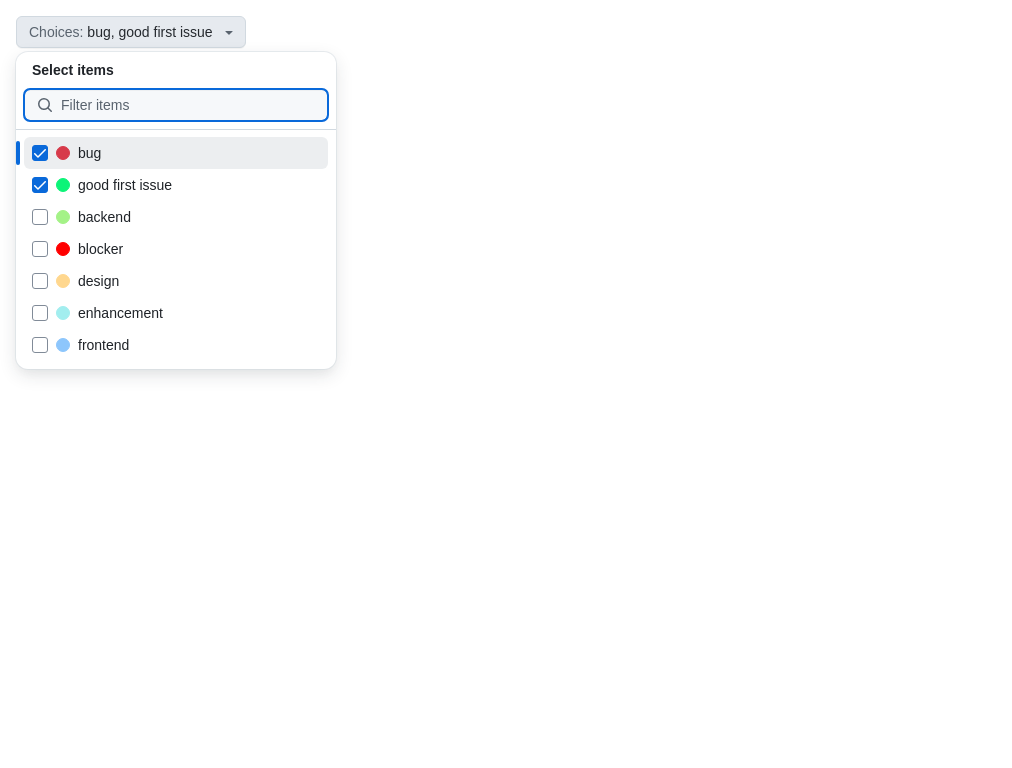 Choices: bug, good first issue
Select items
Filter items
bug
good first issue
backend
blocker
design
enhancement
frontend